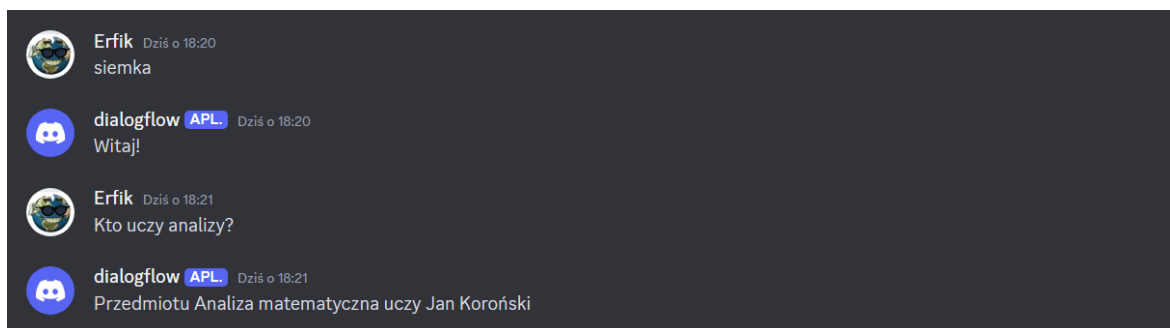 Erfik Dziś o 18:20
siemka
dialogflow APL. Dziś o 18:20
Witaj!
Erfik Dziś o 18:21
Kto uczy analizy?
dialogflow APL. Dziś o 18:21
Przedmiotu Analiza matematyczna uczy Jan Koroński